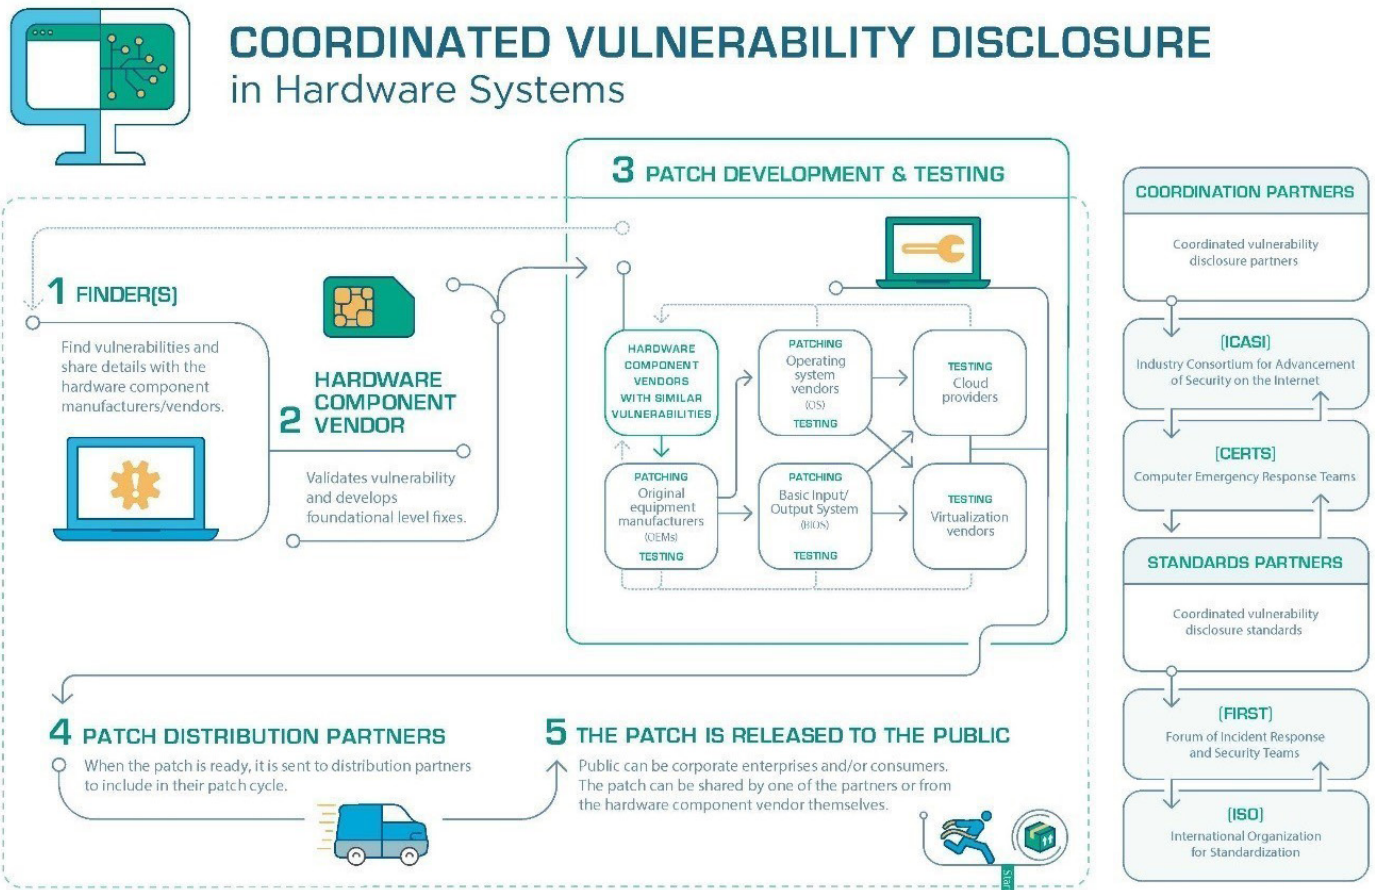 COORDINATED VULNERABILITY DISCLOSURE
in Hardware Systems
1 FINDER(S)
Find vulnerabilities and
share details with the
hardware component
manufacturers/vendors.
2 HARDWARE
COMPONENT
VENDOR
Validates vulnerability
and develops
foundational level fixes.
3 PATCH DEVELOPMENT & TESTING
HARDWARE
COMPONENT
VENDORS
WITH SIMILAR
VULNERABILITIES
PATCHING
Operating
system
vendors
(OS)
TESTING
TESTING
Cloud
providers
PATCHING
Original
equipment
manufacturers
(OEMs)
TESTING
PATCHING
Basic Input/
Output System
(BIOS)
TESTING
TESTING
Virtualization
vendors
4 PATCH DISTRIBUTION PARTNERS
When the patch is ready, it is sent to distribution partners
to include in their patch cycle.
5 THE PATCH IS RELEASED TO THE PUBLIC
Public can be corporate enterprises and/or consumers.
The patch can be shared by one of the partners or from
the hardware component vendor themselves.
COORDINATION PARTNERS
Coordinated vulnerability
disclosure partners
(ICASI)
Industry Consortium for Advancement
of Security on the Internet
(CERTS)
Computer Emergency Response Teams
STANDARDS PARTNERS
Coordinated vulnerability
disclosure standards
(FIRST)
Forum of Incident Response
and Security Teams
(ISO)
International Organization
for Standardization